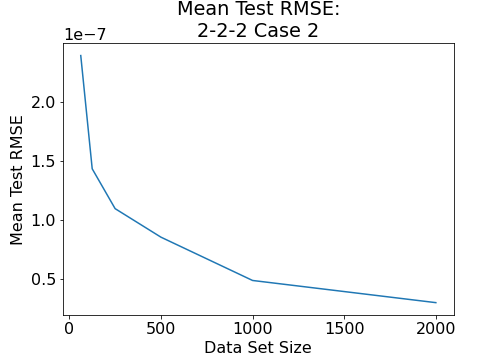 Mean Test RMSE:
2-2-2 Case 2
1e−7
2.0
1.5
1.0
0.5
Mean Test RMSE
0 500 1000 1500 2000
Data Set Size